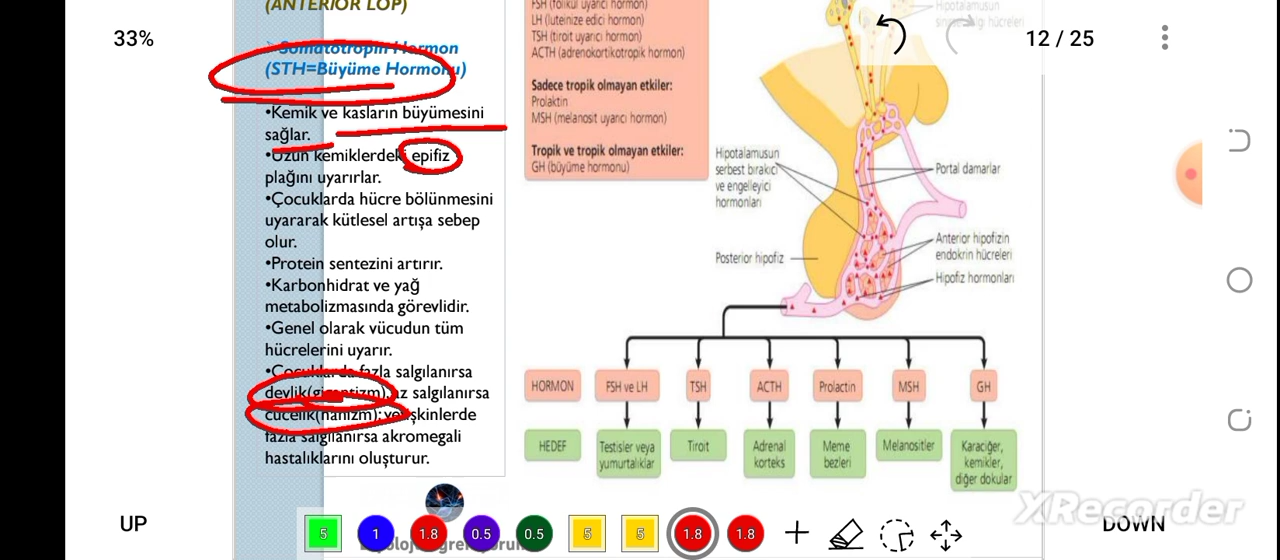 33%
12 / 25
(ANTERİOR LOP)
Somatotropin Hormon
(STH=Büyüme Hormonu)
•Kemik ve kasların büyümesini
sağlar.
•Uzun kemiklerdeki epifiz
plağını uyarırlar.
•Çocuklarda hücre bölünmesini
uyararak kütlesel artışa sebep
olur.
•Protein sentezini artırır.
•Karbonhidrat ve yağ
metabolizmasında görevlidir.
•Genel olarak vücudun tüm
hücrelerini uyarır.
•Çocuklarda fazla salgılanırsa
devlik(gigantizm), az salgılanırsa
cücelik(nanizm); yetişkinlerde
fazla salgılanırsa akromegali
hastalıklarını oluşturur.
FSH (folikül uyarıcı hormon)
LH (luteinize edici hormon)
TSH (tiroit uyarıcı hormon)
ACTH (adrenokortikotropik hormon)
Sadece tropik olmayan etkiler:
Prolaktin
MSH (melanosit uyarıcı hormon)
Tropik ve tropik olmayan etkiler:
GH (büyüme hormonu)
Hipotalamusun
Hipotalamusun
serbest bırakıcı
ve engelleyici
hormonları
Portal damarlar
Posterior hipofiz
Anterior hipofizin
endokrin hücreleri
Hipofiz hormonları
HORMON
FSH ve LH
TSH
ACTH
Prolactin
MSH
GH
HEDEF
Testisler veya
yumurtalıklar
Tiroit
Adrenal
korteks
Meme
bezleri
Melanositler
Karaciğer,
kemikler,
diğer dokular
XRecorder
UP
5
1
1.8
0.5
0.5
5
5
1.8
1.8
DOWN